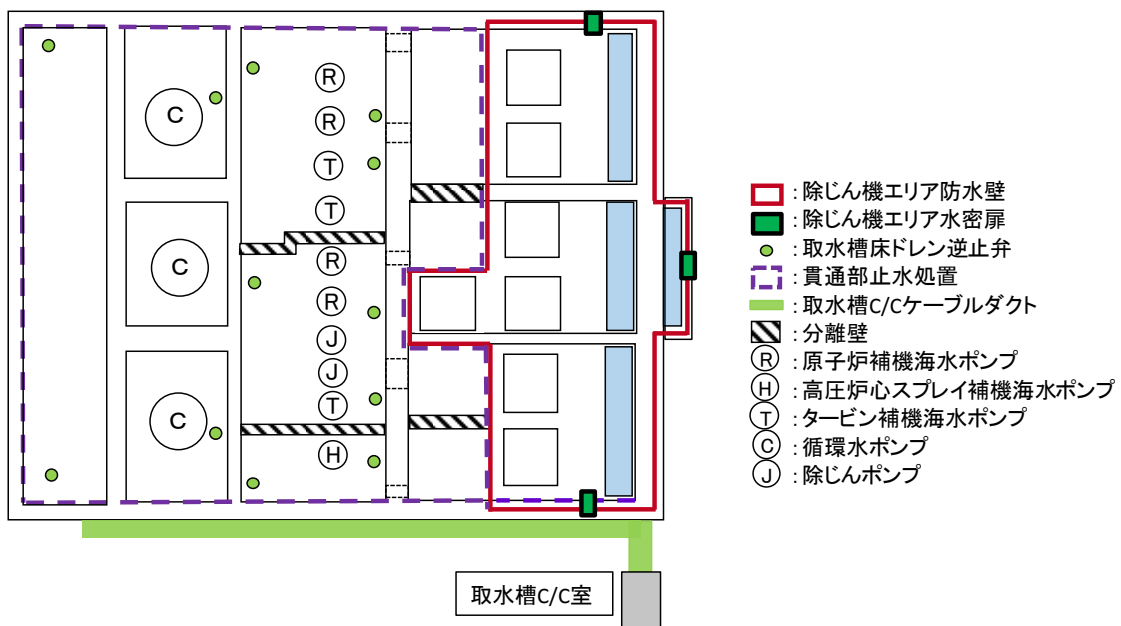 R
C
R
T
T
R
C
R
J
J
T
C
H
:除じん機エリア防水壁
:除じん機エリア水密扉
:取水槽床ドレン逆止弁
:貫通部止水処置
:取水槽C/Cケーブルダクト
:分離壁
R :原子炉補機海水ポンプ
H :高圧炉心スプレイ補機海水ポンプ
T :タービン補機海水ポンプ
C :循環水ポンプ
J :除じんポンプ
取水槽C/C室